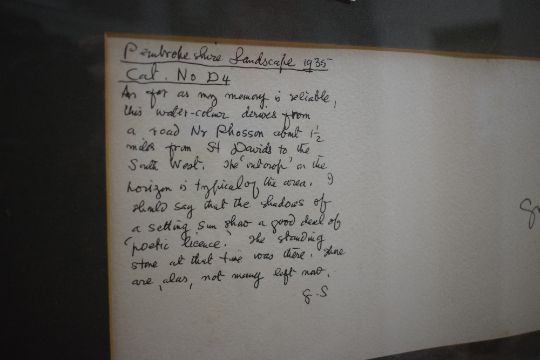 Pembrokeshire Landscape 1935
Cat. No D4
As far as my memory is reliable,
this water-colour derives from
a road Nr Rhosson about 1½
miles from St Davids to the
South West. The 'outcrop' on the
horizon is typical of the area. I
should say that the shadows of
a setting sun show a good deal of
'poetic licence'. The standing
stone at that time was there. There
are, alas, not many left now.
G.S